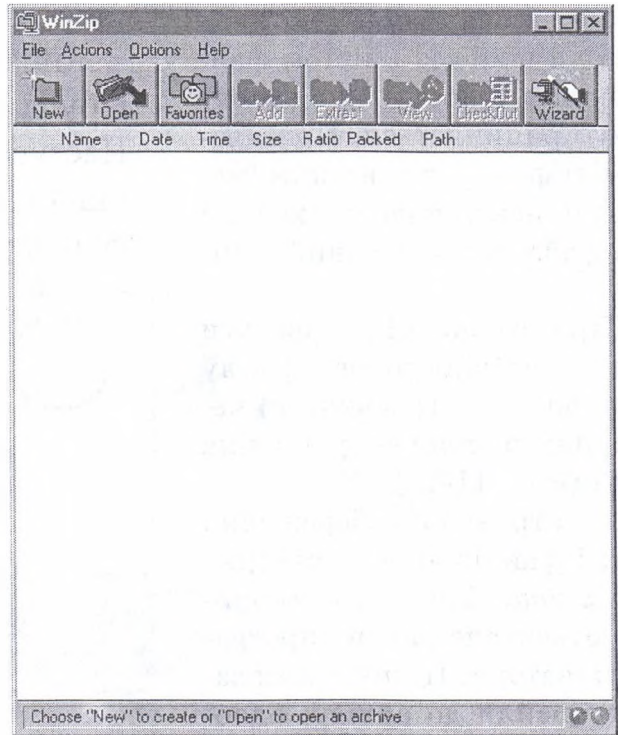 WinZip
File Actions Options Help
New Open Favorites Add Extract View CheckOut Wizard
Name Date Time Size Ratio Packed Path
Choose "New" to create or "Open" to open an archive